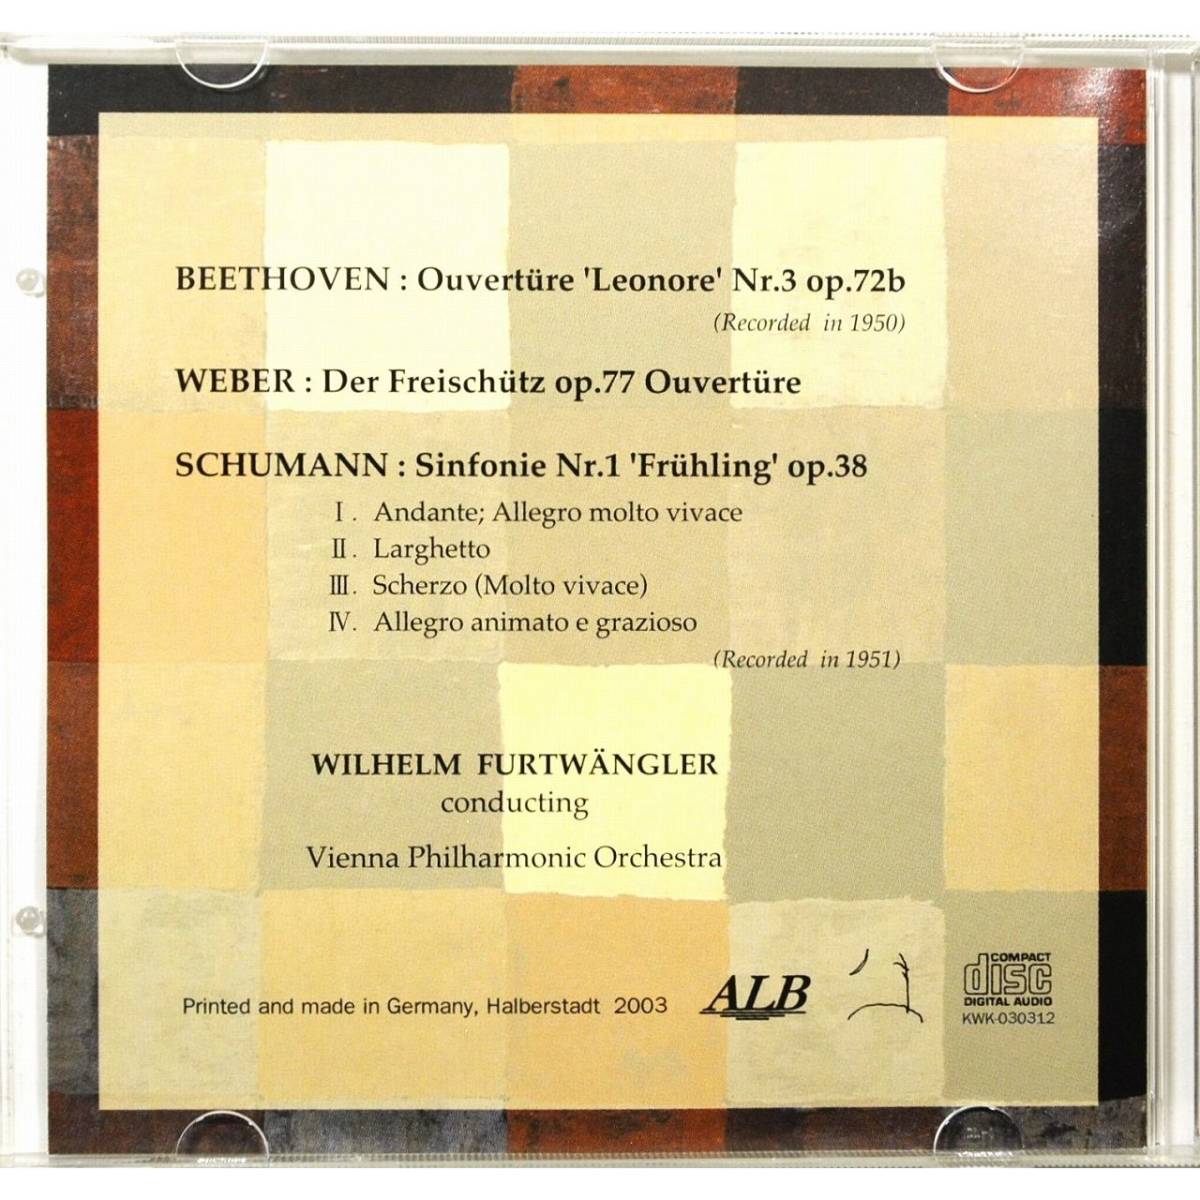 BEETHOVEN : Ouvertüre 'Leonore' Nr.3 op.72b
(Recorded in 1950)
WEBER : Der Freischütz op.77 Ouvertüre
SCHUMANN : Sinfonie Nr.1 'Frühling' op.38
Ⅰ. Andante; Allegro molto vivace
Ⅱ. Larghetto
Ⅲ. Scherzo (Molto vivace)
Ⅳ. Allegro animato e grazioso
(Recorded in 1951)
WILHELM FURTWÄNGLER
conducting
Vienna Philharmonic Orchestra
Printed and made in Germany, Halberstadt 2003
ALB
COMPACT
disc
DIGITAL AUDIO
KWK-030312